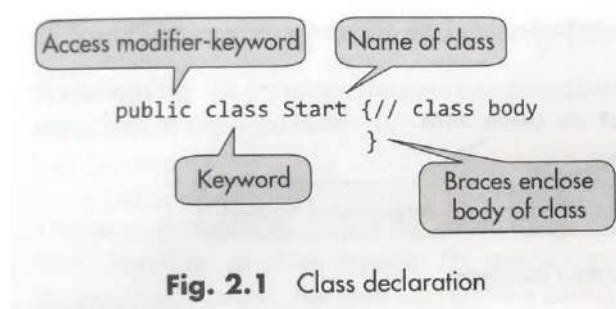 Access modifier-keyword
Name of class
public class Start {// class body
}
Keyword
Braces enclose
body of class
Fig. 2.1 Class declaration